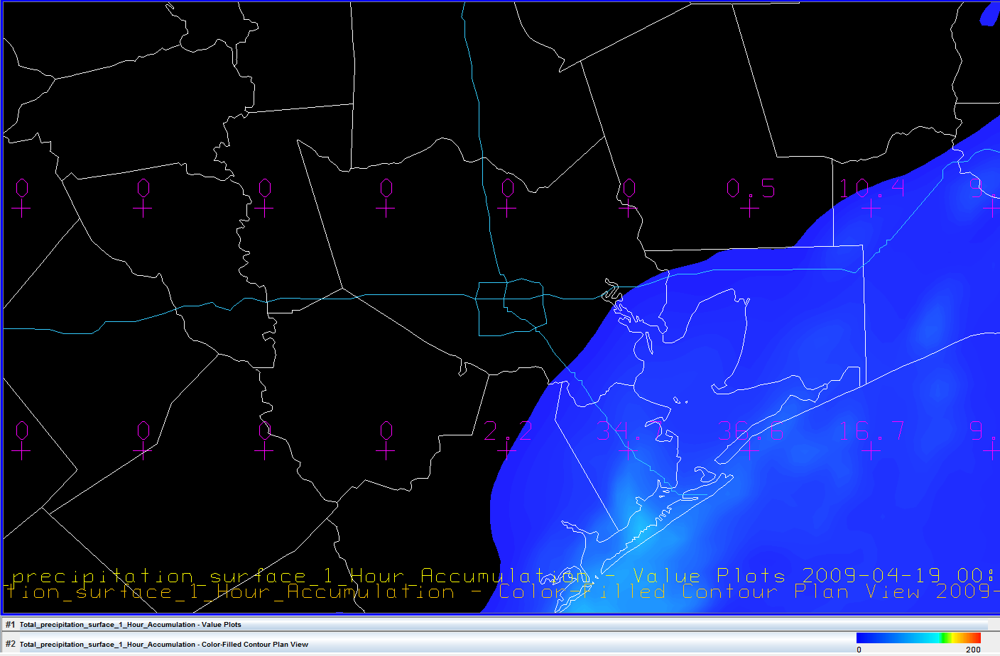 0 0 0 0 0 0 0.5 10.4 9.
0 0 0 0 2.2 34.7 36.6 16.7 9.
_precipitation_surface_1_Hour_Accumulation - Value Plots 2009-04-19 00:
tion_surface_1_Hour_Accumulation - Color-Filled Contour Plan View 2009-
#1 Total_precipitation_surface_1_Hour_Accumulation - Value Plots
#2 Total_precipitation_surface_1_Hour_Accumulation - Color-Filled Contour Plan View
0 200